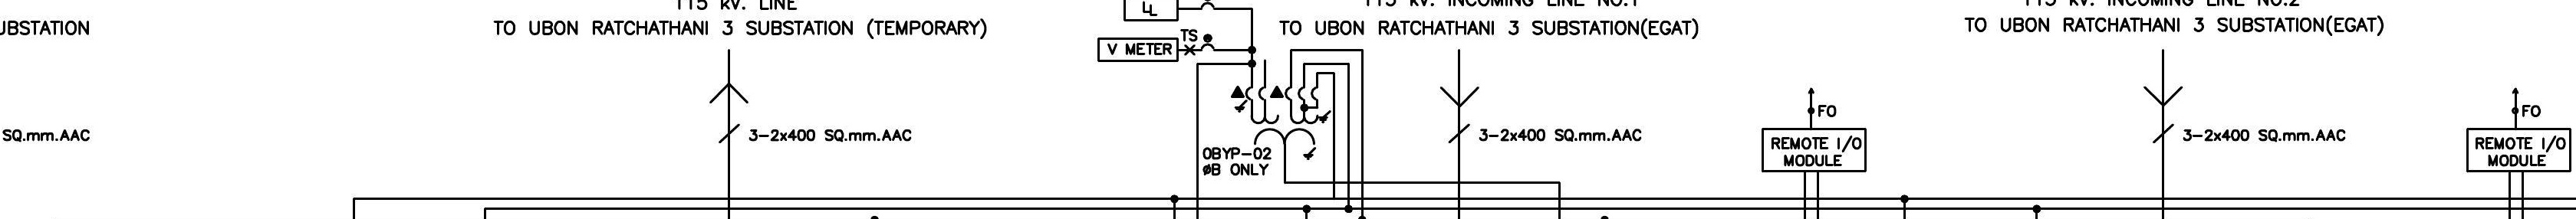 115 kV. LINE
TO UBON RATCHATHANI 3 SUBSTATION (TEMPORARY)
3-2x400 SQ.mm.AAC
SQ.mm.AAC
V METER
TS
0BYP-02
øB ONLY
115 kV. INCOMING LINE NO.1
TO UBON RATCHATHANI 3 SUBSTATION(EGAT)
3-2x400 SQ.mm.AAC
FO
REMOTE I/O
MODULE
115 kV. INCOMING LINE NO.2
TO UBON RATCHATHANI 3 SUBSTATION(EGAT)
3-2x400 SQ.mm.AAC
FO
REMOTE I/O
MODULE